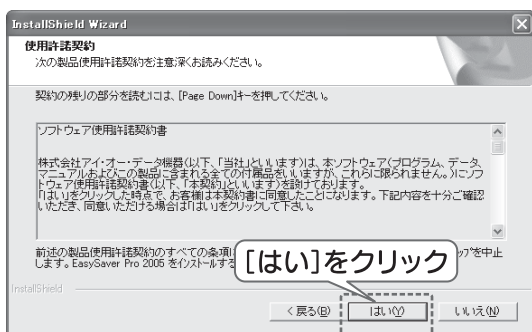 InstallShield Wizard
使用許諾契約
次の製品使用許諾契約を注意深くお読みください。
契約の残りの部分を読むには、[Page Down]キーを押してください。
ソフトウェア使用許諾契約書
株式会社アイ・オー・データ機器(以下、「当社」といいます)は、本ソフトウェア(プログラム、データ、
マニュアルおよびこの製品に含まれる全ての付属品をいいますが、これらに限られません。)にソフ
トウェア使用許諾契約書(以下、「本契約」といいます)を設けております。
「はい」をクリックした時点で、お客様は本契約書に同意したことになります。下記内容を十分ご確認
いただき、同意いただける場合は「はい」をクリックして下さい。
前述の製品使用許諾契約のすべての条項に
ップを中止
します。EasySaver Pro 2005 をインストールする
[はい]をクリック
InstallShield
< 戻る(B)
はい(Y)
いいえ(N)